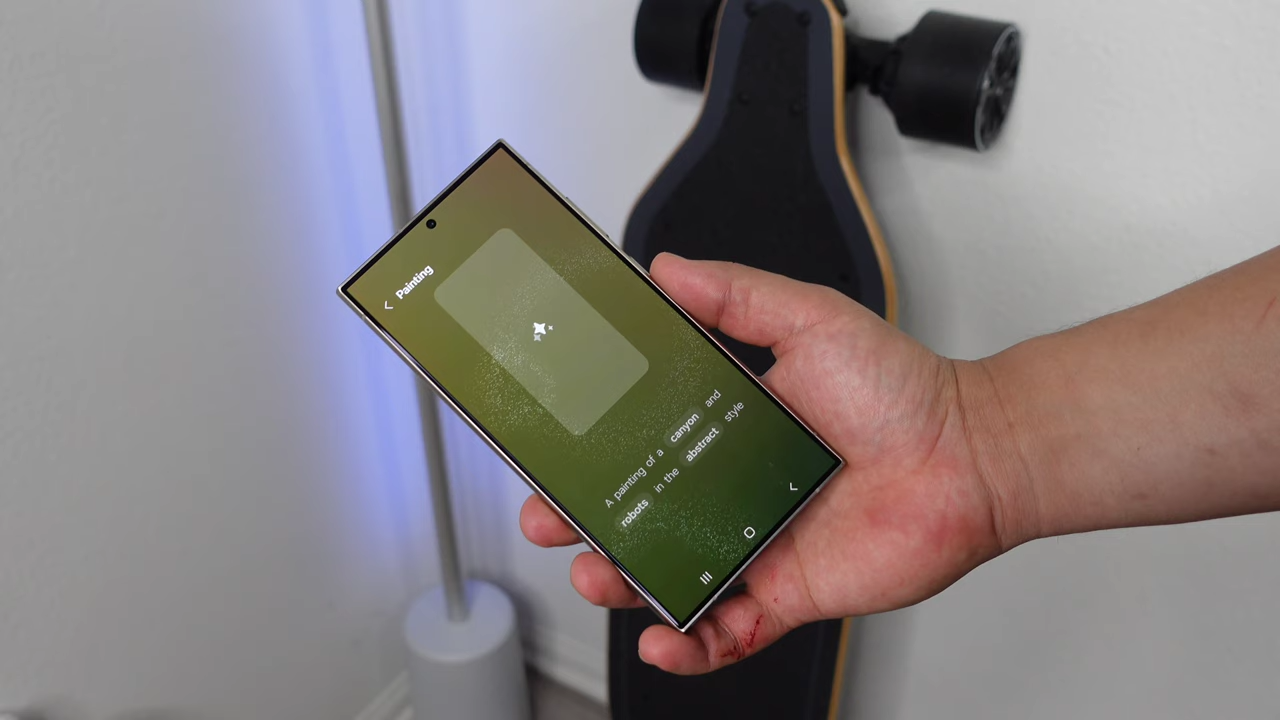 Painting
A painting of a canyon and
robots in the abstract style